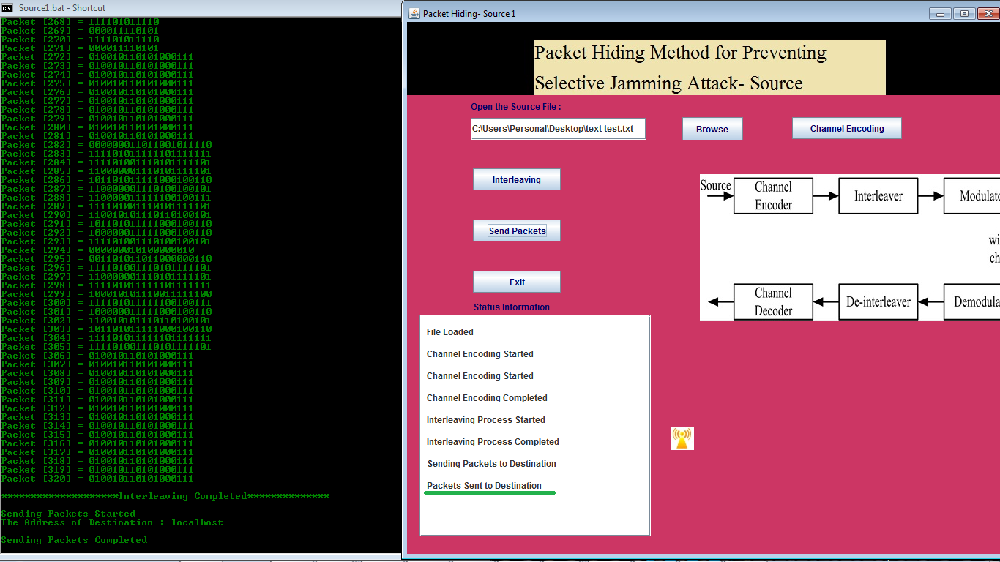 Source1.bat - Shortcut
Packet [268] = 111101011110
Packet [269] = 000011110101
Packet [270] = 111101011110
Packet [271] = 000011110101
Packet [272] = 010010110101000111
Packet [273] = 010010110101000111
Packet [274] = 010010110101000111
Packet [275] = 010010110101000111
Packet [276] = 010010110101000111
Packet [277] = 010010110101000111
Packet [278] = 010010110101000111
Packet [279] = 010010110101000111
Packet [280] = 010010110101000111
Packet [281] = 010010110101000111
Packet [282] = 000000011011001011110
Packet [283] = 111101011111101111111
Packet [284] = 111101001110101111101
Packet [285] = 110000001110101111101
Packet [286] = 101101011111000100110
Packet [287] = 110000001110100100101
Packet [288] = 110000011111100100111
Packet [289] = 111101001110101111101
Packet [290] = 110010101110110100101
Packet [291] = 101101011111000100110
Packet [292] = 100000011111000100110
Packet [293] = 111101001110100100101
Packet [294] = 000000010100000010
Packet [295] = 001101011011000000110
Packet [296] = 111101001110101111101
Packet [297] = 110000001110101111101
Packet [298] = 111101011111101111111
Packet [299] = 100010101110011111100
Packet [300] = 111101011111100100111
Packet [301] = 100000011111000100110
Packet [302] = 110010101110110100101
Packet [303] = 101101011111000100110
Packet [304] = 111101011111101111111
Packet [305] = 111101001110101111101
Packet [306] = 010010110101000111
Packet [307] = 010010110101000111
Packet [308] = 010010110101000111
Packet [309] = 010010110101000111
Packet [310] = 010010110101000111
Packet [311] = 010010110101000111
Packet [312] = 010010110101000111
Packet [313] = 010010110101000111
Packet [314] = 010010110101000111
Packet [315] = 010010110101000111
Packet [316] = 010010110101000111
Packet [317] = 010010110101000111
Packet [318] = 010010110101000111
Packet [319] = 010010110101000111
Packet [320] = 010010110101000111
********************Interleaving Completed**************
Sending Packets Started
The Address of Destination : localhost
Sending Packets Completed
Packet Hiding- Source1
Packet Hiding Method for Preventing
Selective Jamming Attack- Source
Open the Source File :
C:\Users\Personal\Desktop\text test.txt
Browse
Channel Encoding
Interleaving
Send Packets
Exit
Source
Channel
Encoder
Interleaver
Modulato
wi
ch
Channel
Decoder
De-interleaver
Demodula
Status Information
File Loaded
Channel Encoding Started
Channel Encoding Started
Channel Encoding Completed
Interleaving Process Started
Interleaving Process Completed
Sending Packets to Destination
Packets Sent to Destination